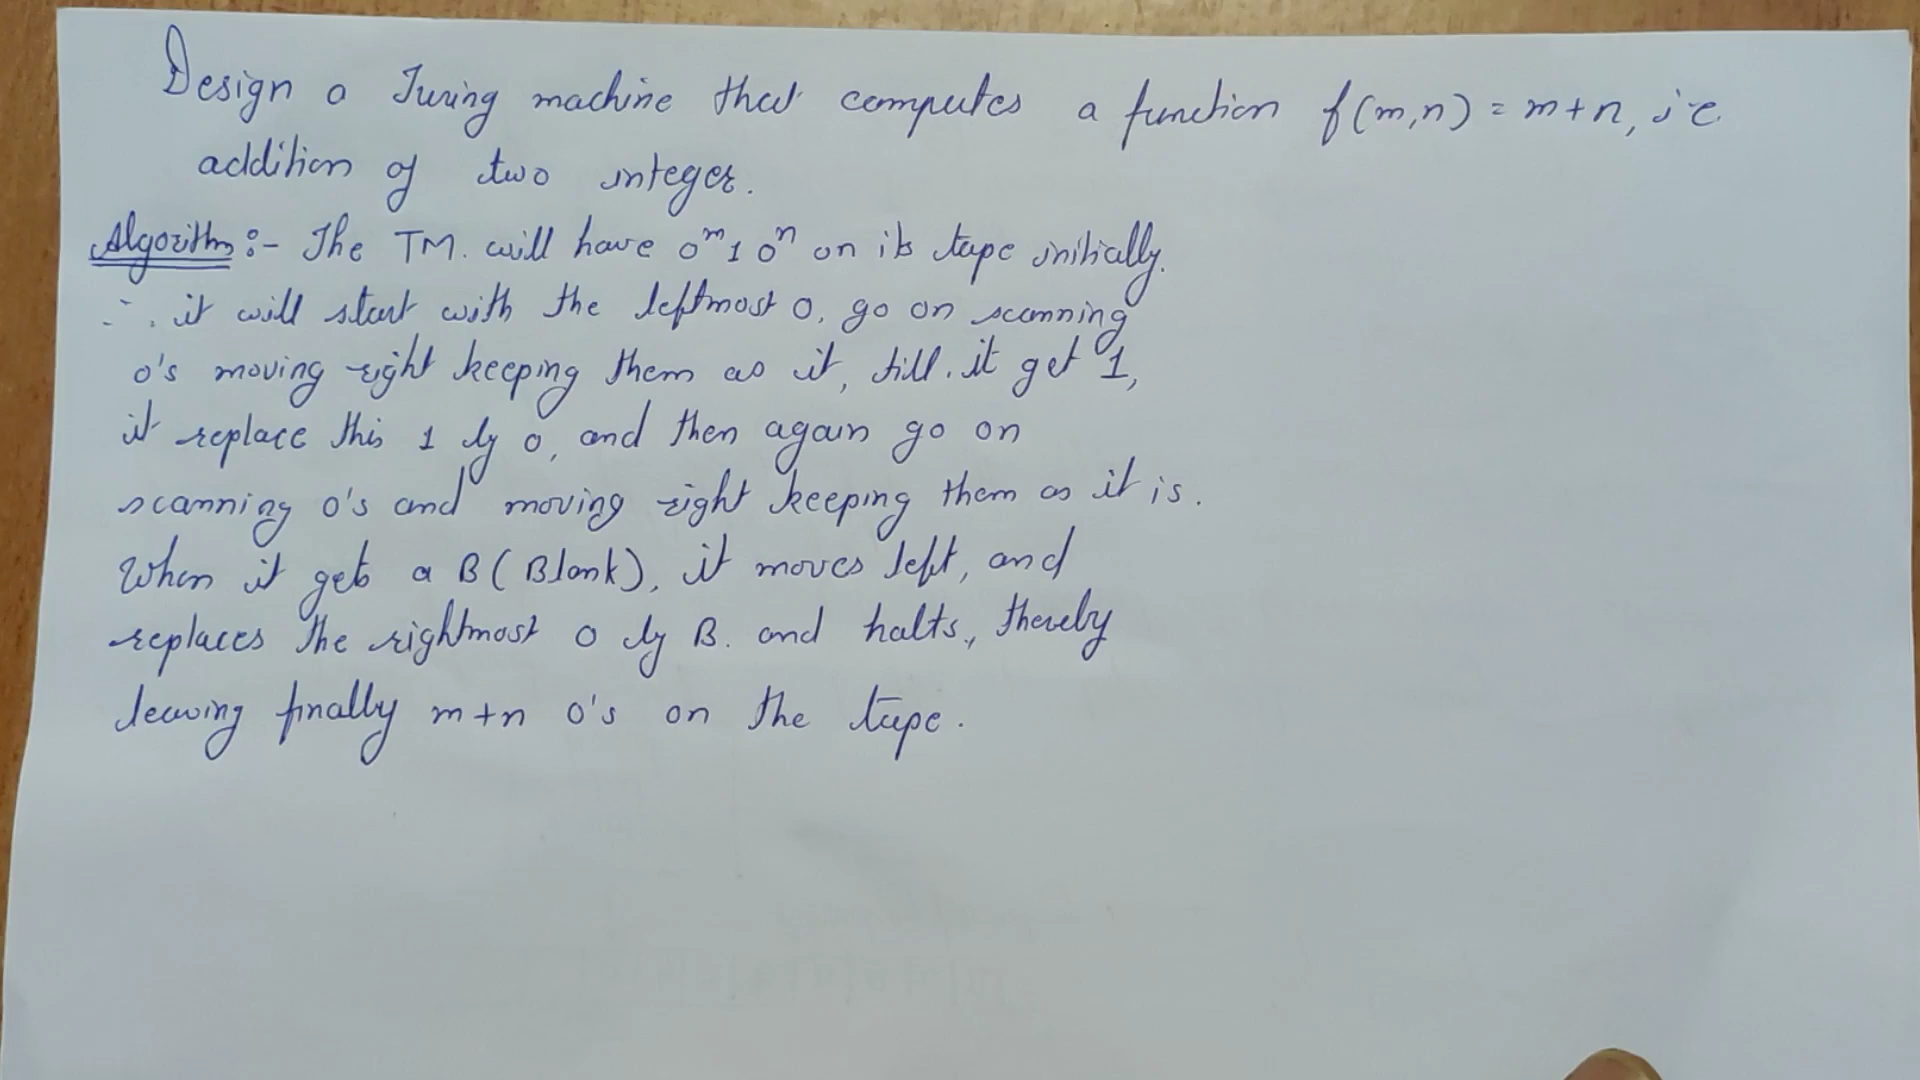 Design a Turing machine that computes a function f(m,n) = m+n, i.e.
addition of two integer.
Algorithm :- The TM. will have 0^m 1 0^n on its tape initially.
∴ it will start with the leftmost 0, go on scanning
0's moving right keeping them as it, till. it get 1,
it replace this 1 by 0, and then again go on
scanning 0's and moving right keeping them as it is.
When it gets a B (Blank), it moves left, and
replaces the rightmost 0 by B. and halts, thereby
leaving finally m+n 0's on the tape.